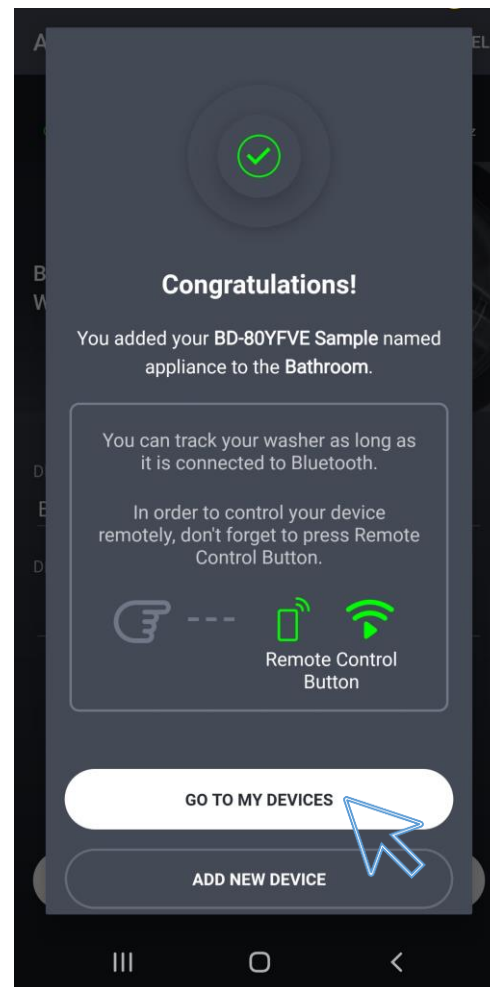 A
EL
z
B
W
Congratulations!
You added your BD-80YFVE Sample named
appliance to the Bathroom.
You can track your washer as long as
it is connected to Bluetooth.
D
E
In order to control your device
remotely, don't forget to press Remote
Control Button.
D
Remote Control
Button
GO TO MY DEVICES
ADD NEW DEVICE